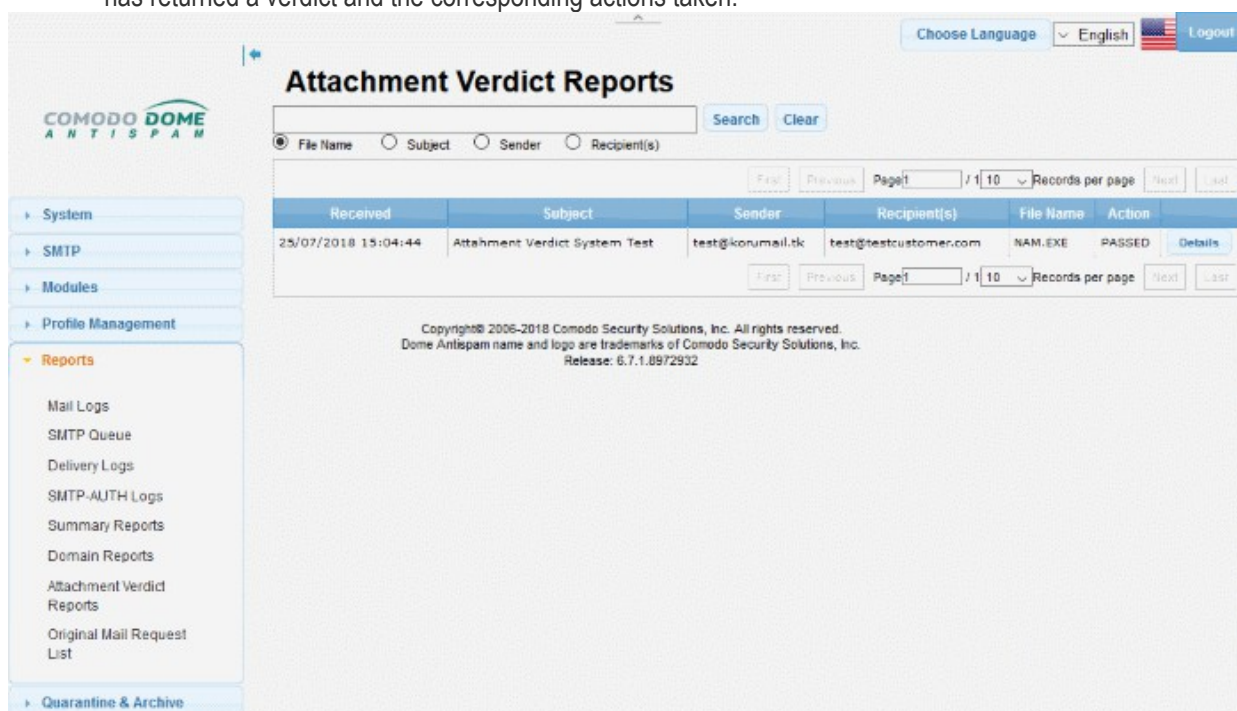 has returned a verdict and the corresponding actions taken.
Choose Language English Logout
Attachment Verdict Reports
COMODO DOME
ANTISPAM
Search Clear
File Name Subject Sender Recipient(s)
First Previous Page 1 / 1 10 Records per page Next Last
Received Subject Sender Recipient(s) File Name Action
25/07/2018 15:04:44 Attahment Verdict System Test test@korumail.tk test@testcustomer.com NAM.EXE PASSED Details
First Previous Page 1 / 1 10 Records per page Next Last
Copyright© 2006-2018 Comodo Security Solutions, Inc. All rights reserved.
Dome Antispam name and logo are trademarks of Comodo Security Solutions, Inc.
Release: 6.7.1.8972932
System
SMTP
Modules
Profile Management
Reports
Mail Logs
SMTP Queue
Delivery Logs
SMTP-AUTH Logs
Summary Reports
Domain Reports
Attachment Verdict
Reports
Original Mail Request
List
Quarantine & Archive